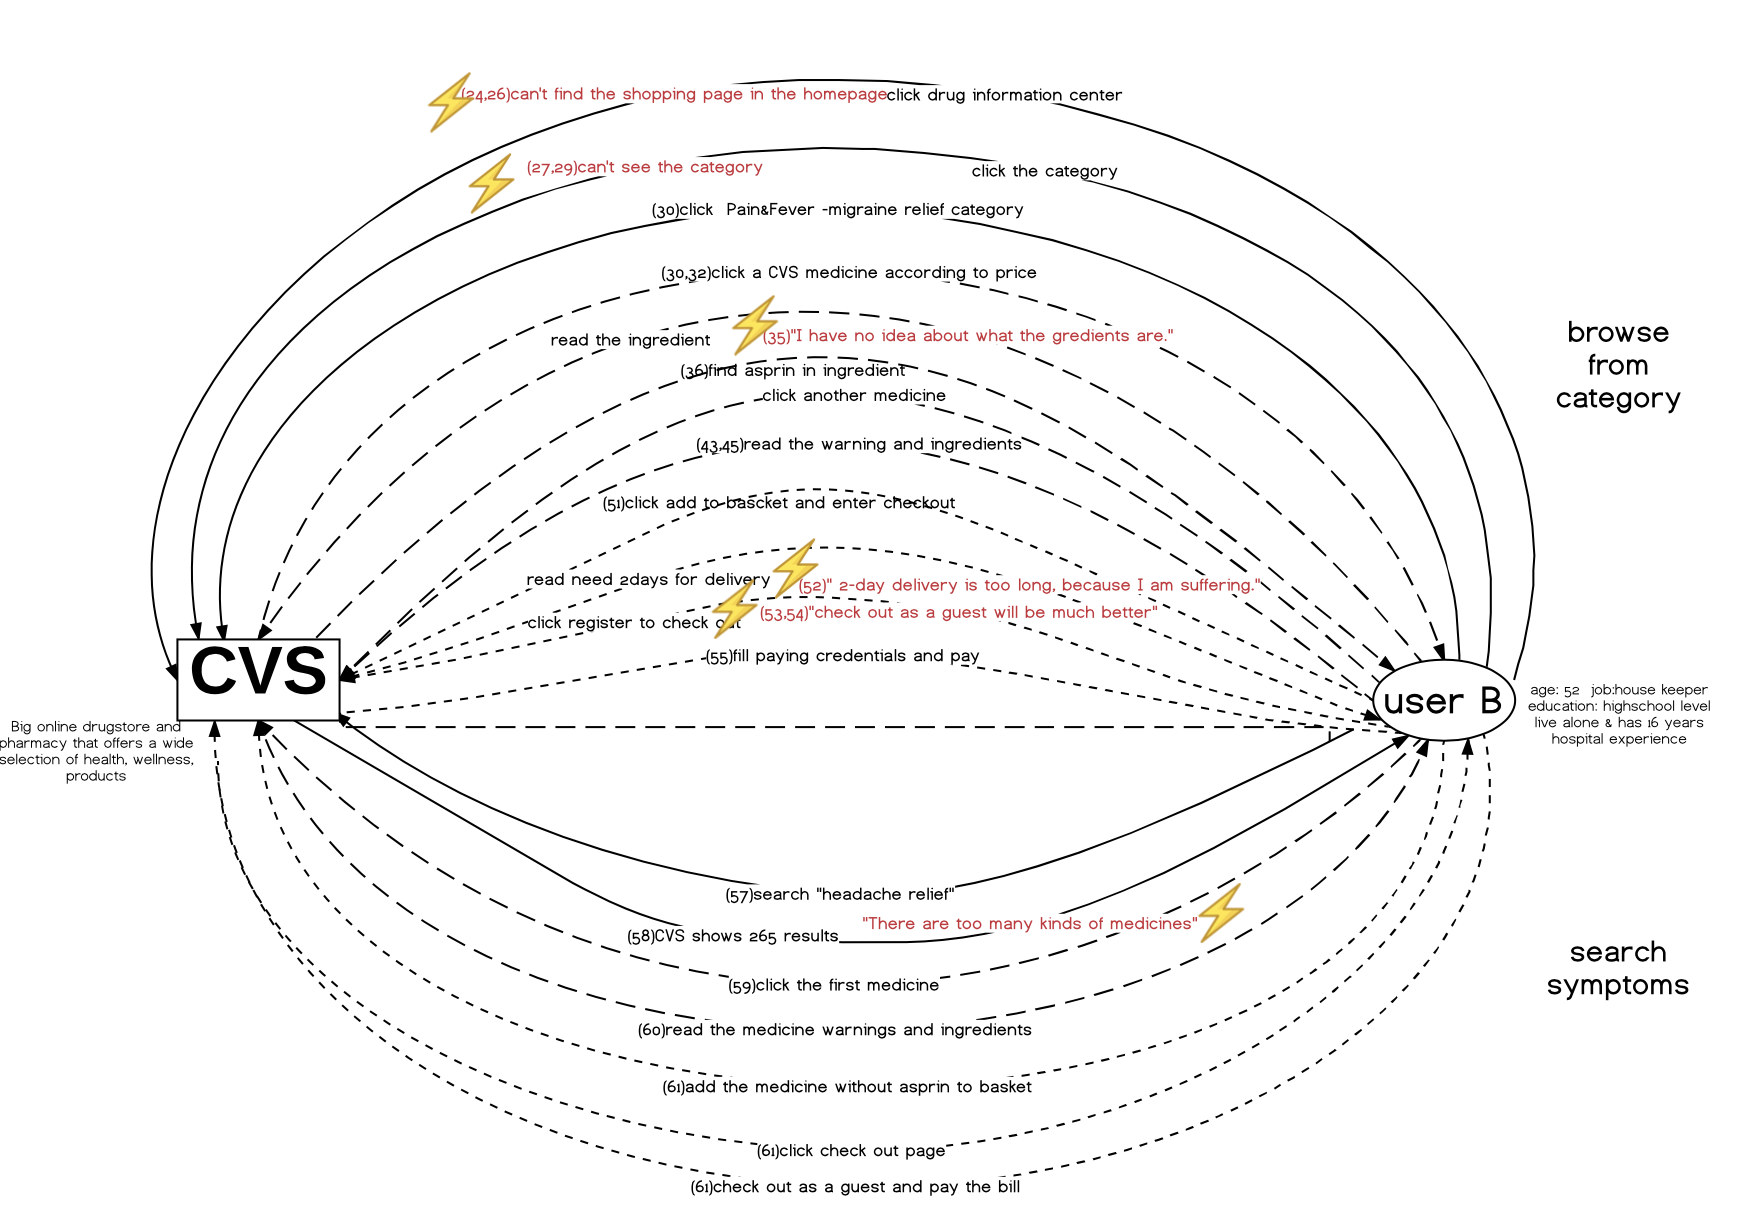 (24,26)can't find the shopping page in the homepage
click drug information center
(27,29)can't see the category
click the category
(30)click Pain&Fever -migraine relief category
(30,32)click a CVS medicine according to price
read the ingredient
(35)"I have no idea about what the gredients are."
(36)find asprin in ingredient
click another medicine
(43,45)read the warning and ingredients
(51)click add to bascket and enter checkout
read need 2days for delivery
(52)" 2-day delivery is too long, because I am suffering."
(53,54)"check out as a guest will be much better"
click register to check out
(55)fill paying credentials and pay
browse
from
category
CVS
Big online drugstore and
pharmacy that offers a wide
selection of health, wellness,
products
user B
age: 52 job:house keeper
education: highschool level
live alone & has 16 years
hospital experience
(57)search "headache relief"
"There are too many kinds of medicines"
(58)CVS shows 265 results
(59)click the first medicine
(60)read the medicine warnings and ingredients
(61)add the medicine without asprin to basket
(61)click check out page
(61)check out as a guest and pay the bill
search
symptoms